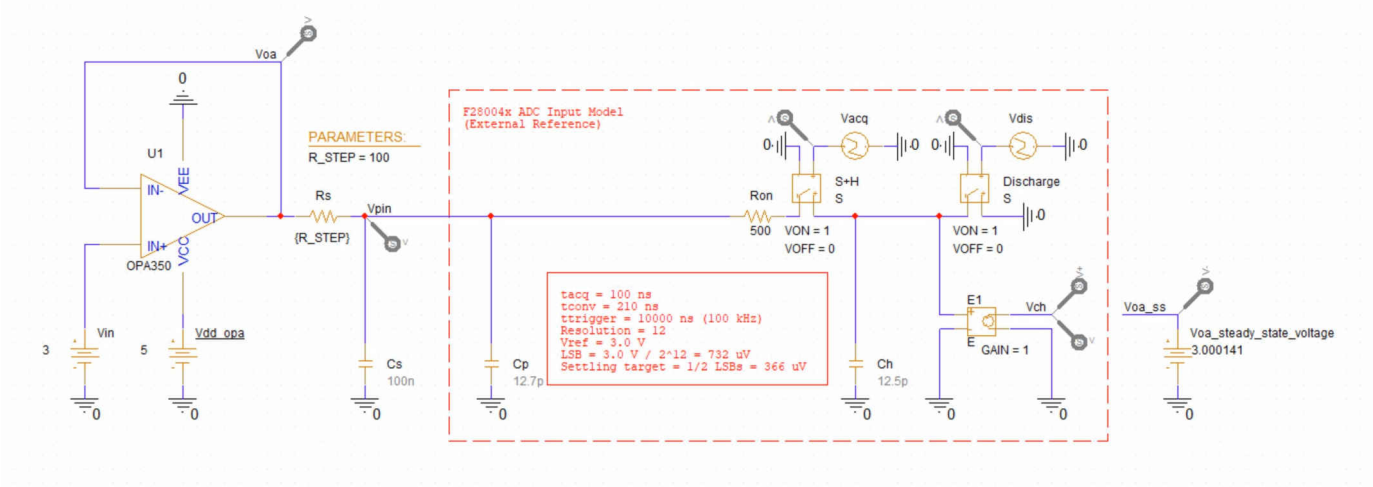 Voa
0
U1
IN-
VEE
OUT
IN+
VCC
OPA350
Vin
3
0
Vdd_opa
5
0
PARAMETERS:
R_STEP = 100
Rs
{R_STEP}
Vpin
Cs
100n
0
F28004x ADC Input Model
(External Reference)
Cp
12.7p
0
tacq = 100 ns
tconv = 210 ns
ttrigger = 10000 ns (100 kHz)
Resolution = 12
Vref = 3.0 V
LSB = 3.0 V / 2^12 = 732 uV
Settling target = 1/2 LSBs = 366 uV
Ron
500
Vacq
0
0
S+H
S
VON = 1
VOFF = 0
Vdis
0
0
Discharge
S
0
VON = 1
VOFF = 0
Ch
12.5p
0
E1
E
GAIN = 1
0
Vch
0
Voa_ss
Voa_steady_state_voltage
3.000141
0